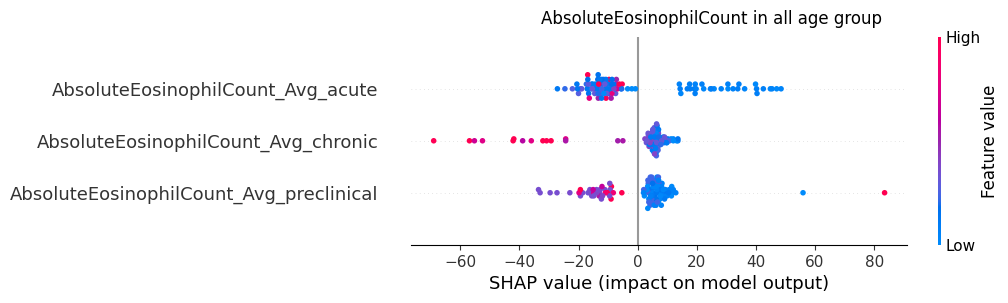 AbsoluteEosinophilCount in all age group
High
AbsoluteEosinophilCount_Avg_acute
AbsoluteEosinophilCount_Avg_chronic
AbsoluteEosinophilCount_Avg_preclinical
Feature value
Low
−60 −40 −20 0 20 40 60 80
SHAP value (impact on model output)